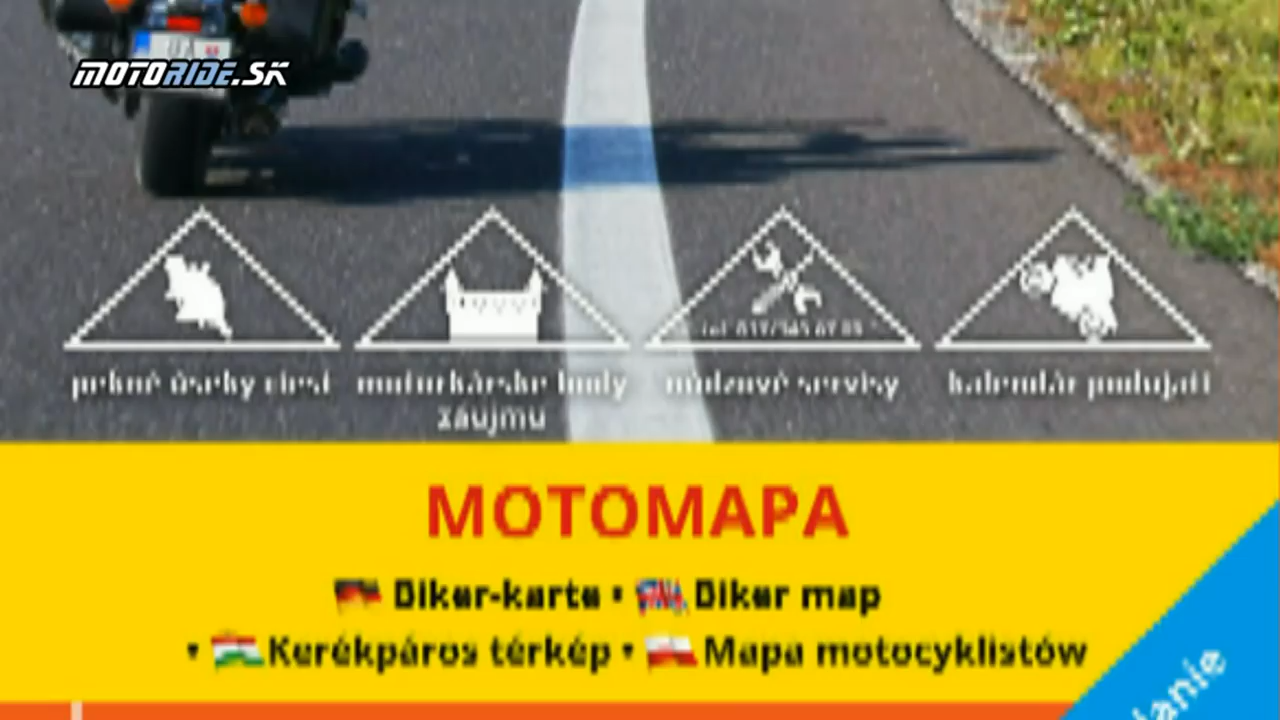 MOTORIDE.SK
pekné úseky ciest
motorkárske body
záujmu
núdzové servisy
kalendár podujatí
MOTOMAPA
Biker-karte • Biker map
• Kerékpáros térkép • Mapa motocyklistów